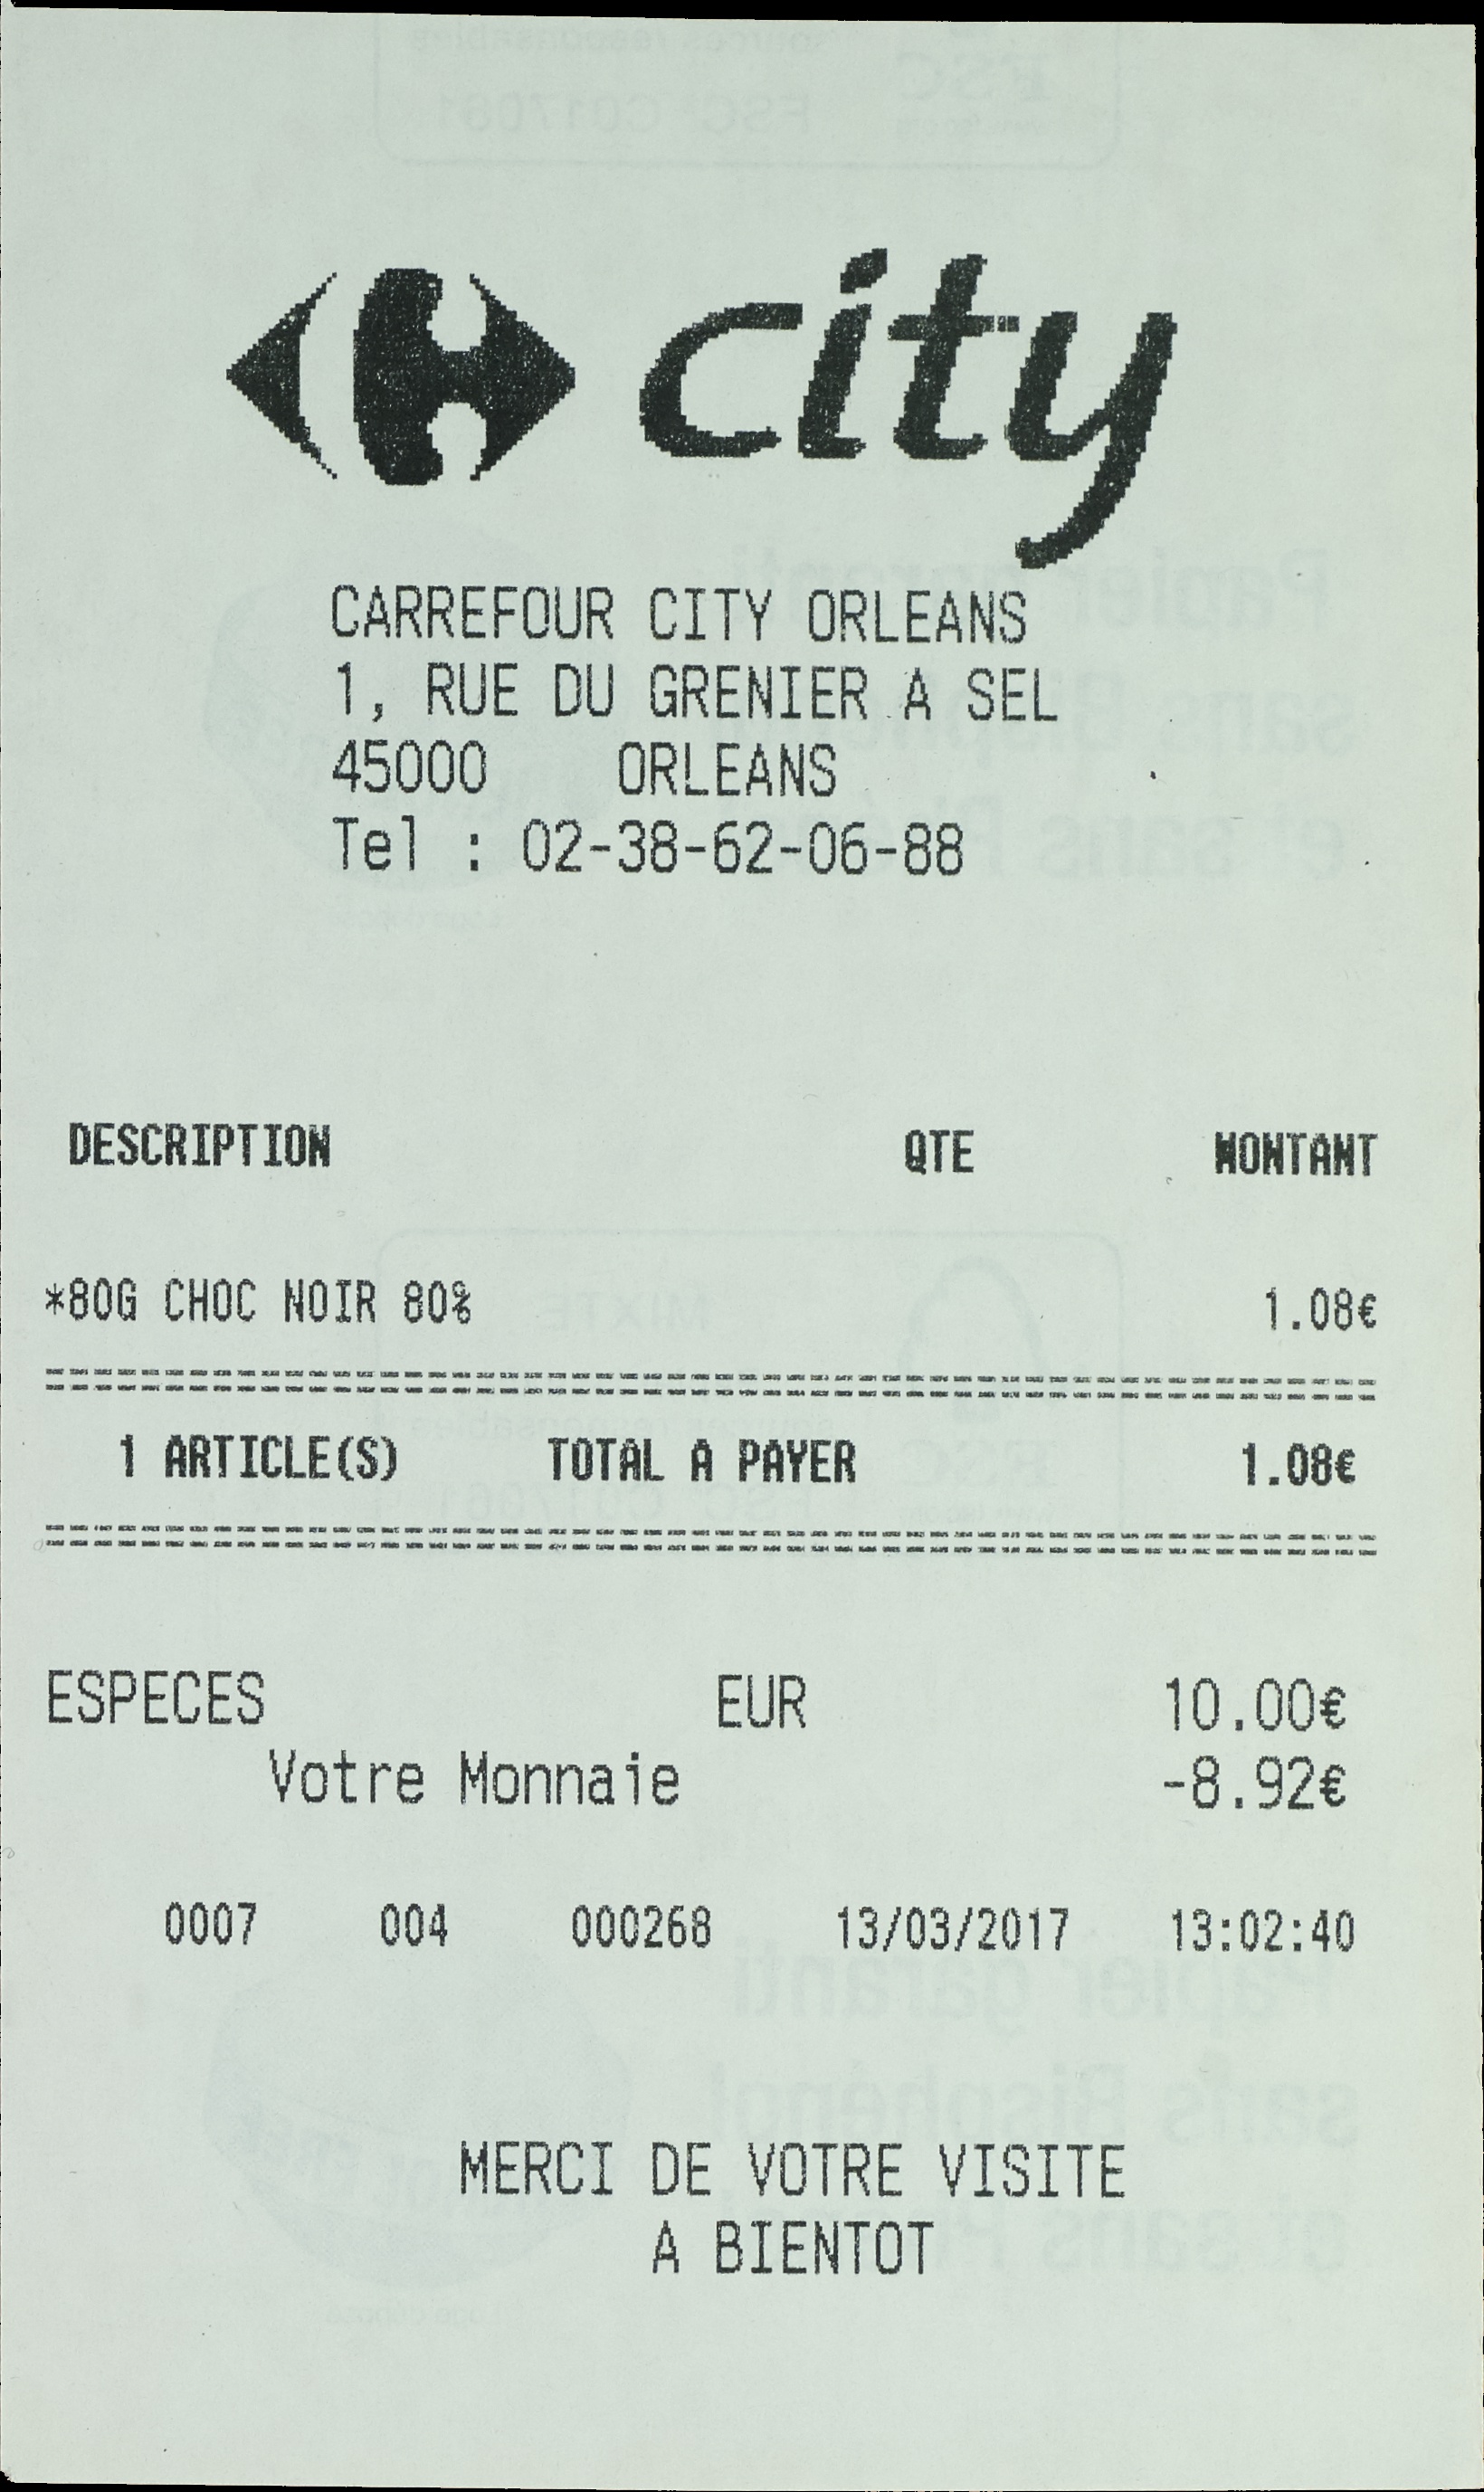 city
CARREFOUR CITY ORLEANS
1, RUE DU GRENIER A SEL
45000 ORLEANS
Tel : 02-38-62-06-88
DESCRIPTION QTE MONTANT
*80G CHOC NOIR 80% 1.08€
1 ARTICLE(S) TOTAL A PAYER 1.08€
ESPECES EUR 10.00€
Votre Monnaie -8.92€
0007 004 000268 13/03/2017 13:02:40
MERCI DE VOTRE VISITE
A BIENTOT